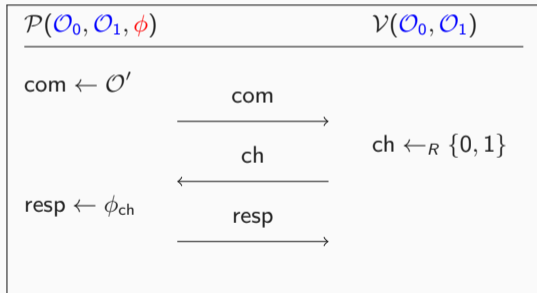 𝒫(𝒪₀, 𝒪₁, ϕ) 𝒱(𝒪₀, 𝒪₁)
com ← 𝒪′
com
ch ←_R {0, 1}
ch
resp ← ϕ_ch
resp